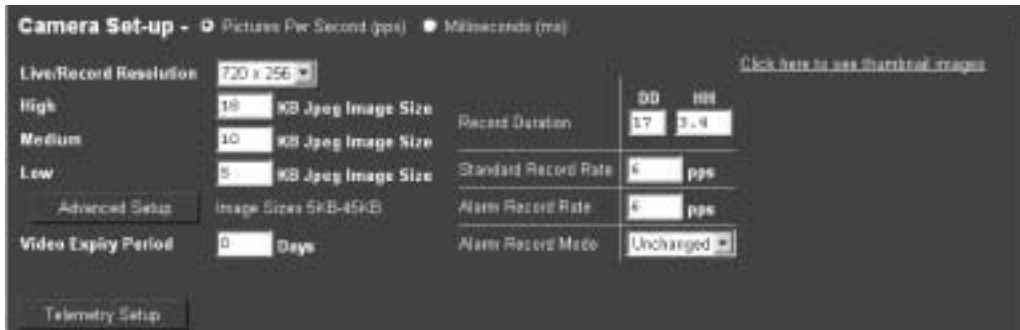 Camera Set-up - Pictures Per Second (pps) Milliseconds (ms)
Click here to see thumbnail images
Live/Record Resolution 720 x 256
High 18 KB Jpeg Image Size
Medium 10 KB Jpeg Image Size
Low 5 KB Jpeg Image Size
Advanced Setup Image Sizes 5KB-45KB
Video Expiry Period 0 Days
Telemetry Setup
DD HH
Record Duration 17 3.4
Standard Record Rate 6 pps
Alarm Record Rate 6 pps
Alarm Record Mode Unchanged